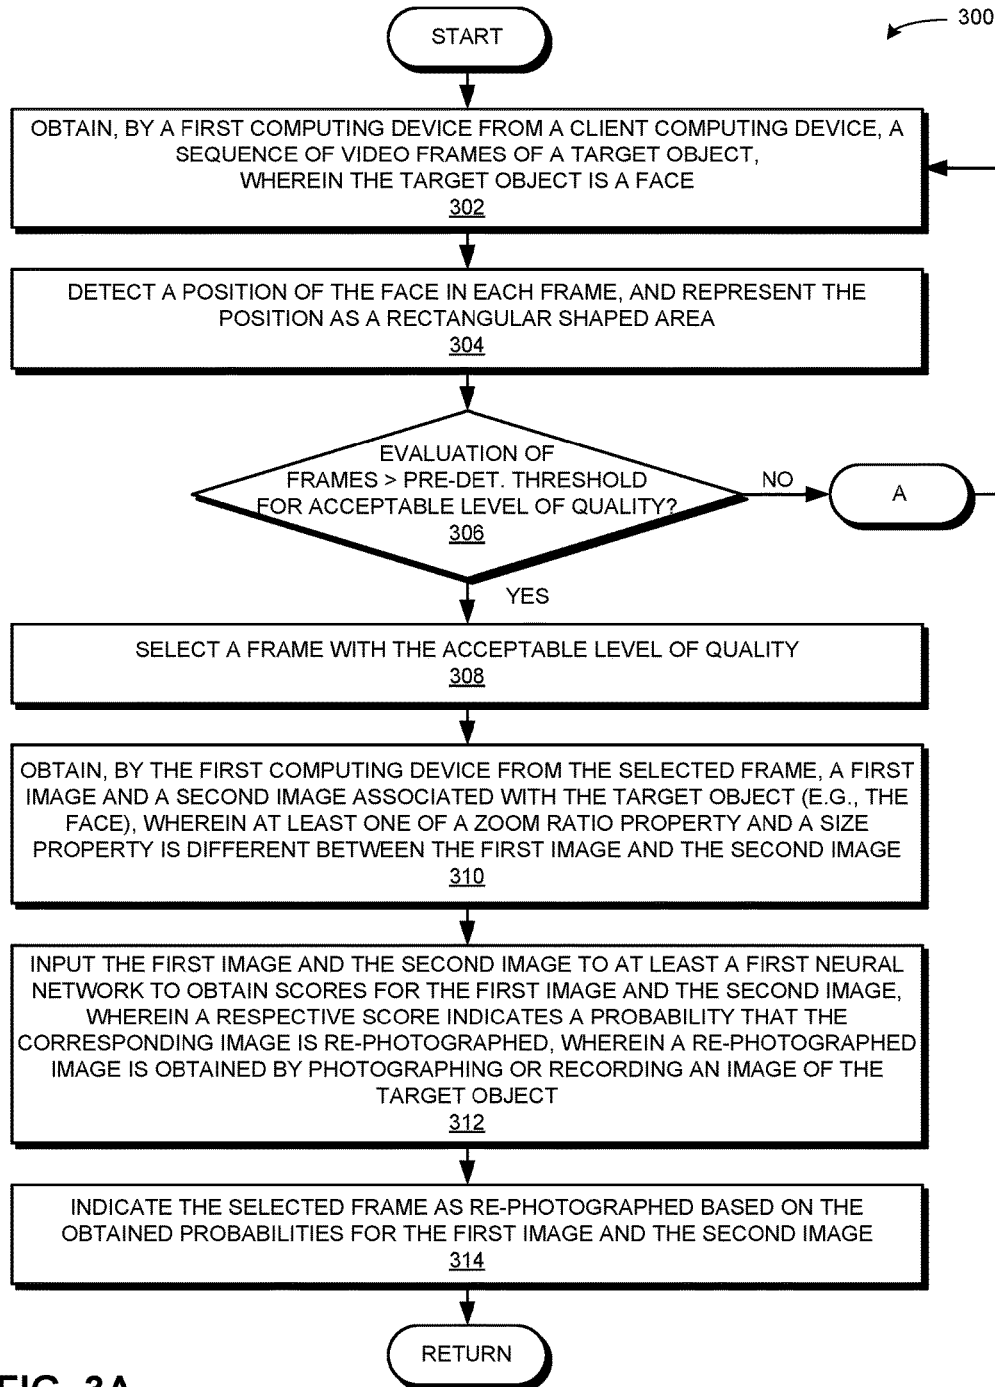 300
START
OBTAIN, BY A FIRST COMPUTING DEVICE FROM A CLIENT COMPUTING DEVICE, A
SEQUENCE OF VIDEO FRAMES OF A TARGET OBJECT,
WHEREIN THE TARGET OBJECT IS A FACE
302
DETECT A POSITION OF THE FACE IN EACH FRAME, AND REPRESENT THE
POSITION AS A RECTANGULAR SHAPED AREA
304
EVALUATION OF
FRAMES > PRE-DET. THRESHOLD
FOR ACCEPTABLE LEVEL OF QUALITY?
306
NO
A
YES
SELECT A FRAME WITH THE ACCEPTABLE LEVEL OF QUALITY
308
OBTAIN, BY THE FIRST COMPUTING DEVICE FROM THE SELECTED FRAME, A FIRST
IMAGE AND A SECOND IMAGE ASSOCIATED WITH THE TARGET OBJECT (E.G., THE
FACE), WHEREIN AT LEAST ONE OF A ZOOM RATIO PROPERTY AND A SIZE
PROPERTY IS DIFFERENT BETWEEN THE FIRST IMAGE AND THE SECOND IMAGE
310
INPUT THE FIRST IMAGE AND THE SECOND IMAGE TO AT LEAST A FIRST NEURAL
NETWORK TO OBTAIN SCORES FOR THE FIRST IMAGE AND THE SECOND IMAGE,
WHEREIN A RESPECTIVE SCORE INDICATES A PROBABILITY THAT THE
CORRESPONDING IMAGE IS RE-PHOTOGRAPHED, WHEREIN A RE-PHOTOGRAPHED
IMAGE IS OBTAINED BY PHOTOGRAPHING OR RECORDING AN IMAGE OF THE
TARGET OBJECT
312
INDICATE THE SELECTED FRAME AS RE-PHOTOGRAPHED BASED ON THE
OBTAINED PROBABILITIES FOR THE FIRST IMAGE AND THE SECOND IMAGE
314
RETURN
FIG. 3A